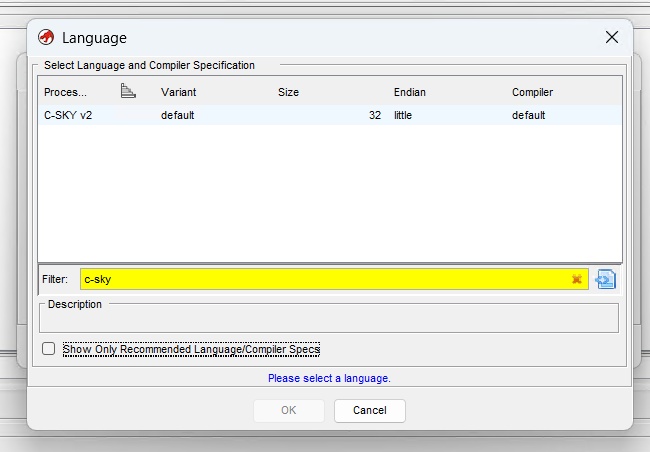 Language
Select Language and Compiler Specification
Proces... Variant Size Endian Compiler
C-SKY v2 default 32 little default
Filter: c-sky
Description
Show Only Recommended Language/Compiler Specs
Please select a language.
OK Cancel